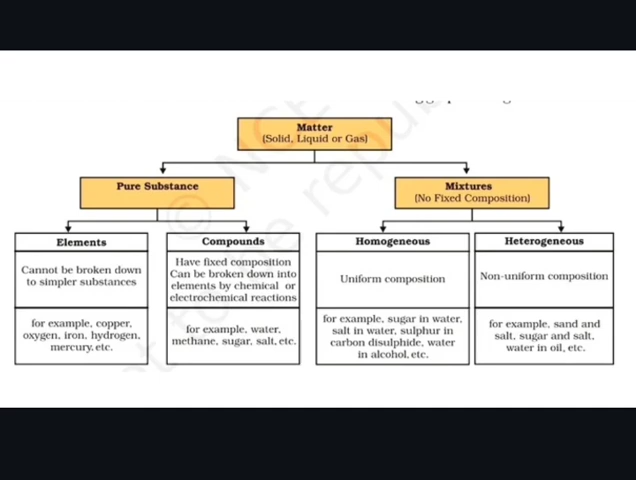 Matter
(Solid, Liquid or Gas)
Pure Substance
Mixtures
(No Fixed Composition)
Elements
Cannot be broken down
to simpler substances
for example, copper,
oxygen, iron, hydrogen,
mercury, etc.
Compounds
Have fixed composition
Can be broken down into
elements by chemical or
electrochemical reactions
for example, water,
methane, sugar, salt, etc.
Homogeneous
Uniform composition
for example, sugar in water,
salt in water, sulphur in
carbon disulphide, water
in alcohol, etc.
Heterogeneous
Non-uniform composition
for example, sand and
salt, sugar and salt,
water in oil, etc.